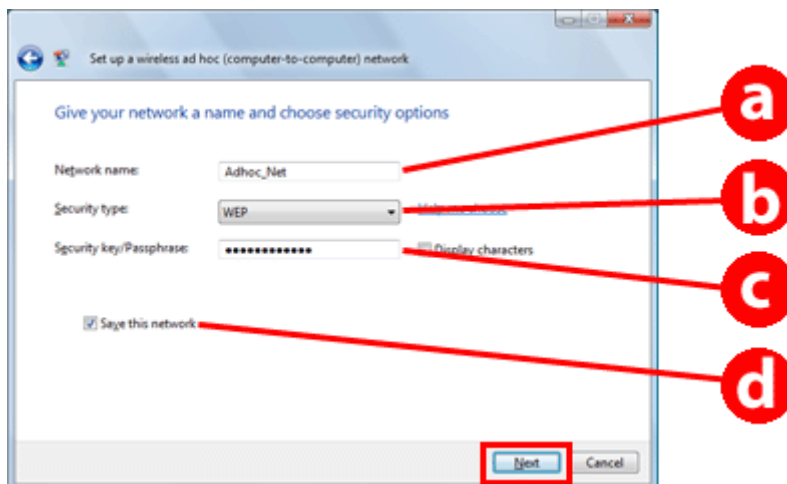 Set up a wireless ad hoc (computer-to-computer) network
Give your network a name and choose security options
a
Network name: Adhoc_Net
b
Security type: WEP
Security key/Passphrase: •••••••••••• Display characters
c
Save this network
d
Next Cancel